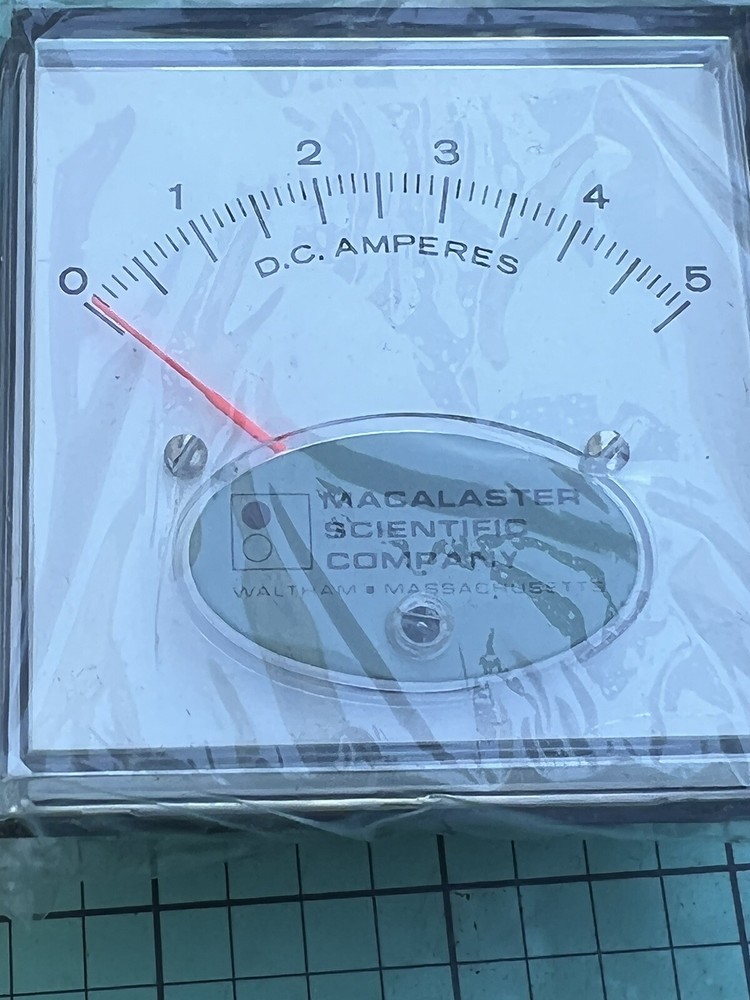 0 1 2 3 4 5
D.C. AMPERES
MACALASTER
SCIENTIFIC
COMPANY
WALTHAM ▪ MASSACHUSETTS